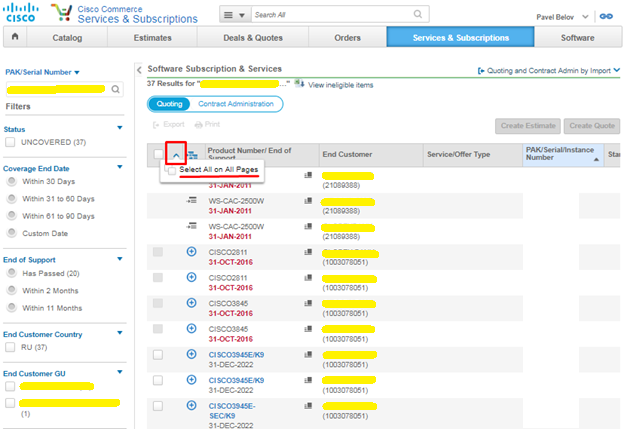 CISCO
Cisco Commerce
Services & Subscriptions
Search All
Pavel Belov
Catalog
Estimates
Deals & Quotes
Orders
Services & Subscriptions
Software
PAK/Serial Number
Filters
Status
UNCOVERED (37)
Coverage End Date
Within 30 Days
Within 31 to 60 Days
Within 61 to 90 Days
Custom Date
End of Support
Has Passed (20)
Within 2 Months
Within 11 Months
End Customer Country
RU (37)
End Customer GU
(1)
Software Subscription & Services
Quoting and Contract Admin by Import
37 Results for "
..."
View ineligible items
Quoting
Contract Administration
Export
Print
Create Estimate
Create Quote
Product Number/ End of Support
End Customer
Service/Offer Type
PAK/Serial/Instance Number
Star
Select All on All Pages
31-JAN-2011
(21089388)
WS-CAC-2500W
31-JAN-2011
(21089388)
WS-CAC-2500W
31-JAN-2011
(21089388)
CISCO2811
31-OCT-2016
(1003078051)
CISCO2811
31-OCT-2016
(1003078051)
CISCO3845
31-OCT-2016
(1003078051)
CISCO3845
31-OCT-2016
(1003078051)
CISCO3945E/K9
31-DEC-2022
(1003078051)
CISCO3945E/K9
31-DEC-2022
(1003078051)
CISCO3945E-
SEC/K9
31-DEC-2022
(1003078051)